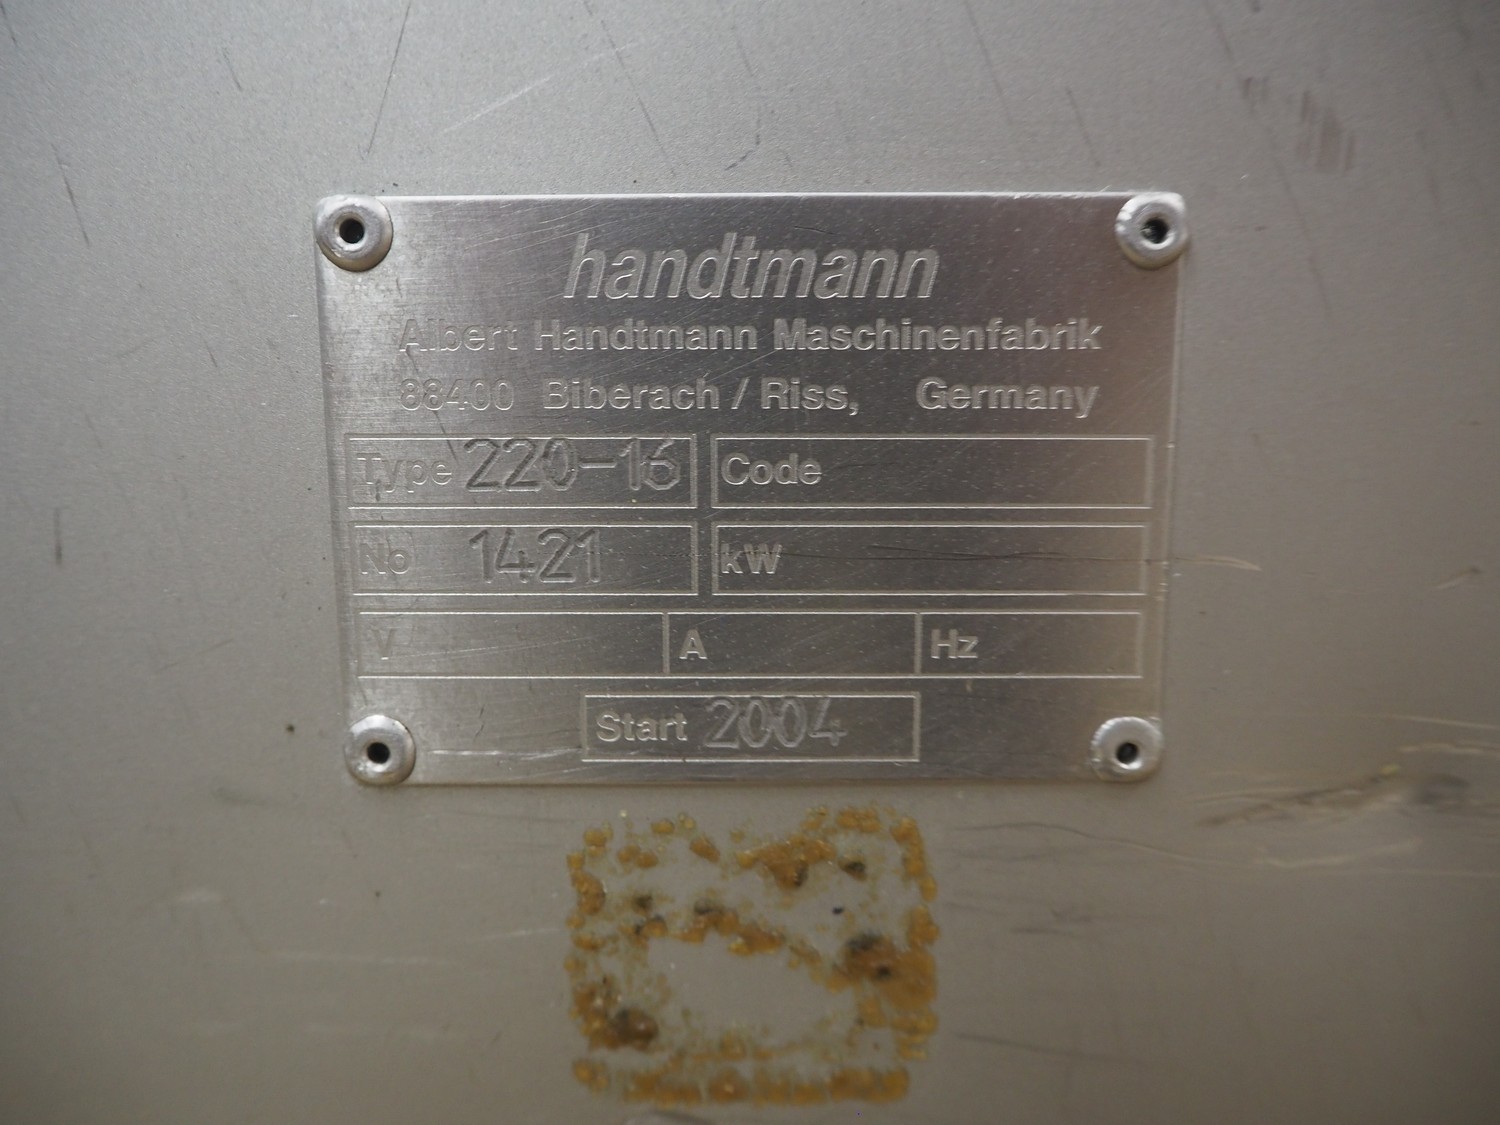 handtmann
Albert Handtmann Maschinenfabrik
88400 Biberach / Riss, Germany
Type 220-16 Code
No 1421 kW
V A Hz
Start 2004